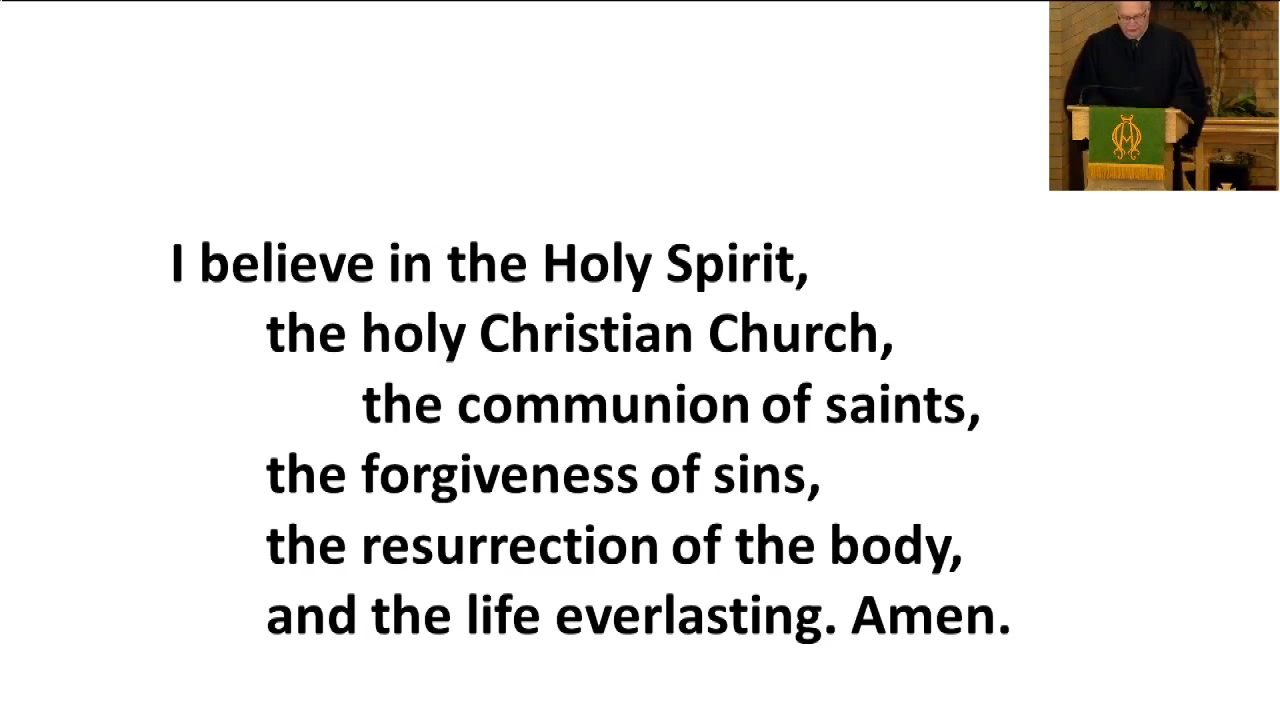 I believe in the Holy Spirit,
the holy Christian Church,
the communion of saints,
the forgiveness of sins,
the resurrection of the body,
and the life everlasting. Amen.